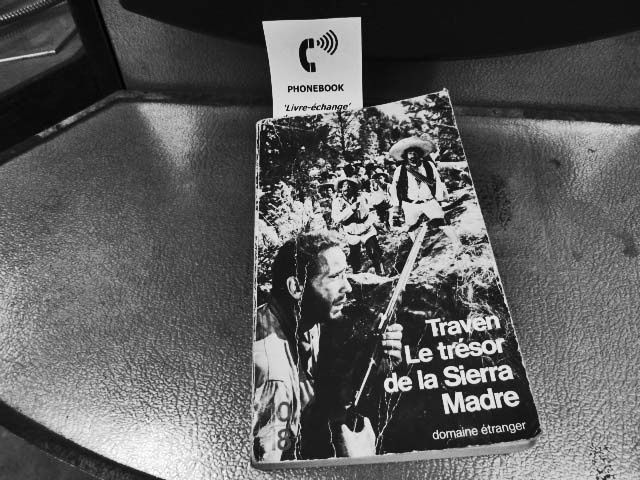 PHONEBOOK
'Livre-échange'
Traven
Le trésor
de la Sierra
Madre
domaine étranger